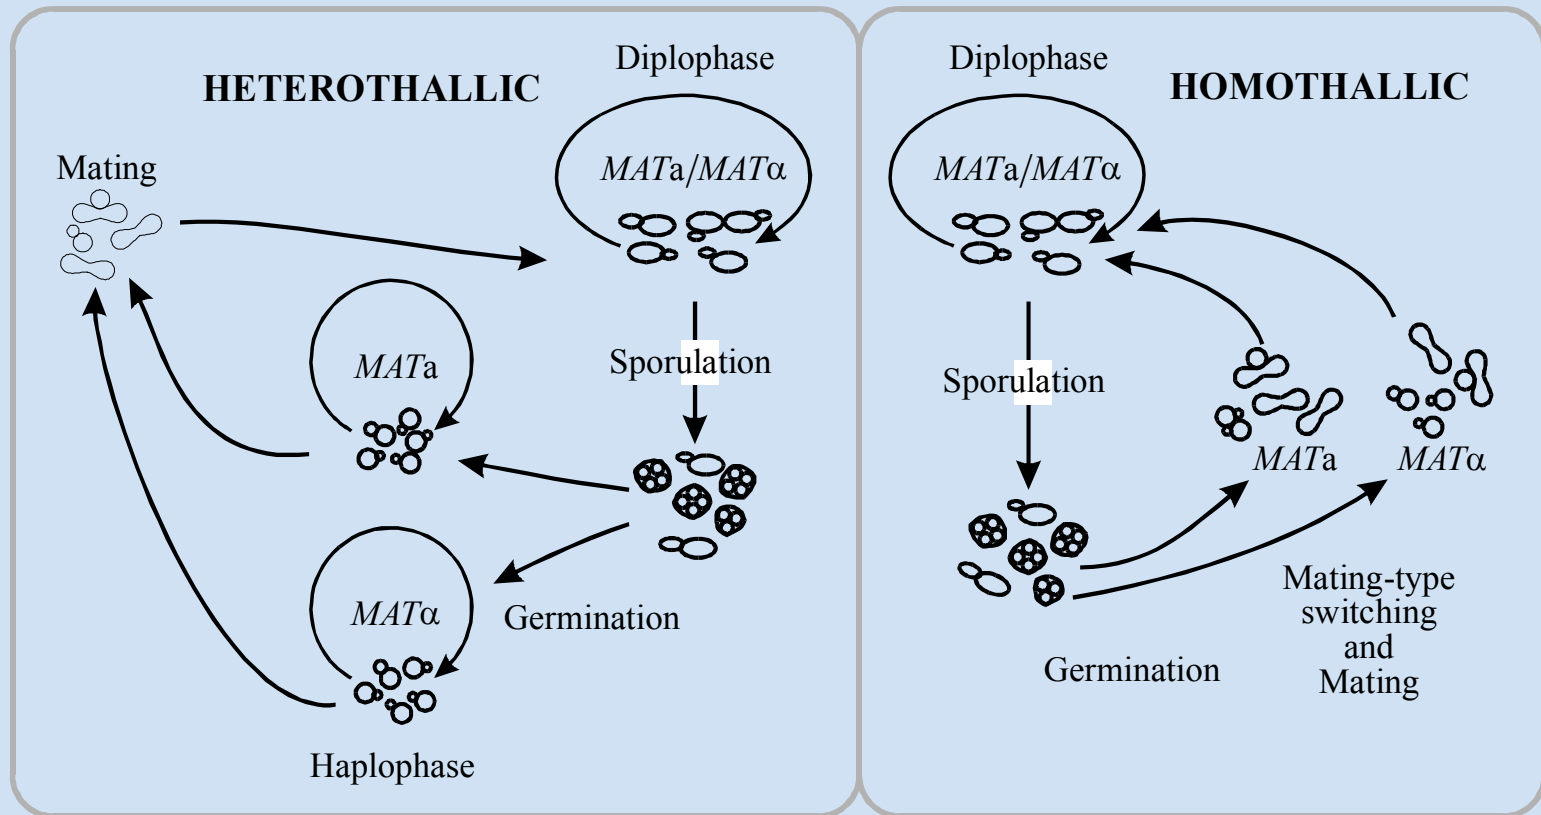 HETEROTHALLIC
Diplophase
Mating
MATa/MATα
MATa
Sporulation
MATα
Germination
Haplophase
Diplophase
HOMOTHALLIC
MATa/MATα
Sporulation
MATa
MATα
Mating-type
switching
and
Mating
Germination